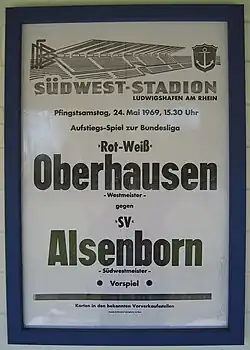 SÜDWEST-STADION
LUDWIGSHAFEN AM RHEIN
Pfingstsamstag, 24. Mai 1969, 15.30 Uhr
Aufstiegs-Spiel zur Bundesliga
·Rot-Weiß·
Oberhausen
- Westmeister -
gegen
·SV·
Alsenborn
- Südwestmeister -
• Vorspiel •
Karten in den bekannten Vorverkaufsstellen